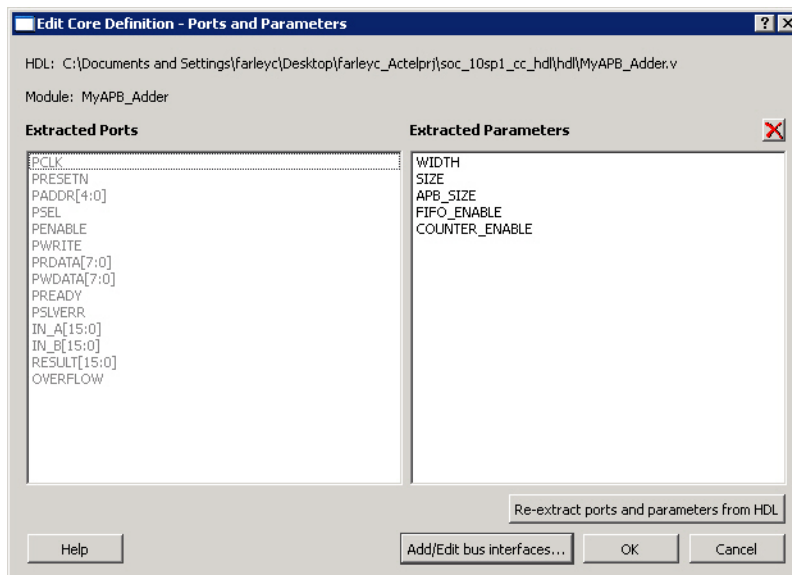 Edit Core Definition - Ports and Parameters
HDL: C:\Documents and Settings\farleyc\Desktop\farleyc_Actelprj\soc_10sp1_cc_hdl\hdl\MyAPB_Adder.v
Module: MyAPB_Adder
Extracted Ports
PCLK
PRESETN
PADDR[4:0]
PSEL
PENABLE
PWRITE
PRDATA[7:0]
PWDATA[7:0]
PREADY
PSLVERR
IN_A[15:0]
IN_B[15:0]
RESULT[15:0]
OVERFLOW
Extracted Parameters
WIDTH
SIZE
APB_SIZE
FIFO_ENABLE
COUNTER_ENABLE
Re-extract ports and parameters from HDL
Help
Add/Edit bus interfaces...
OK
Cancel